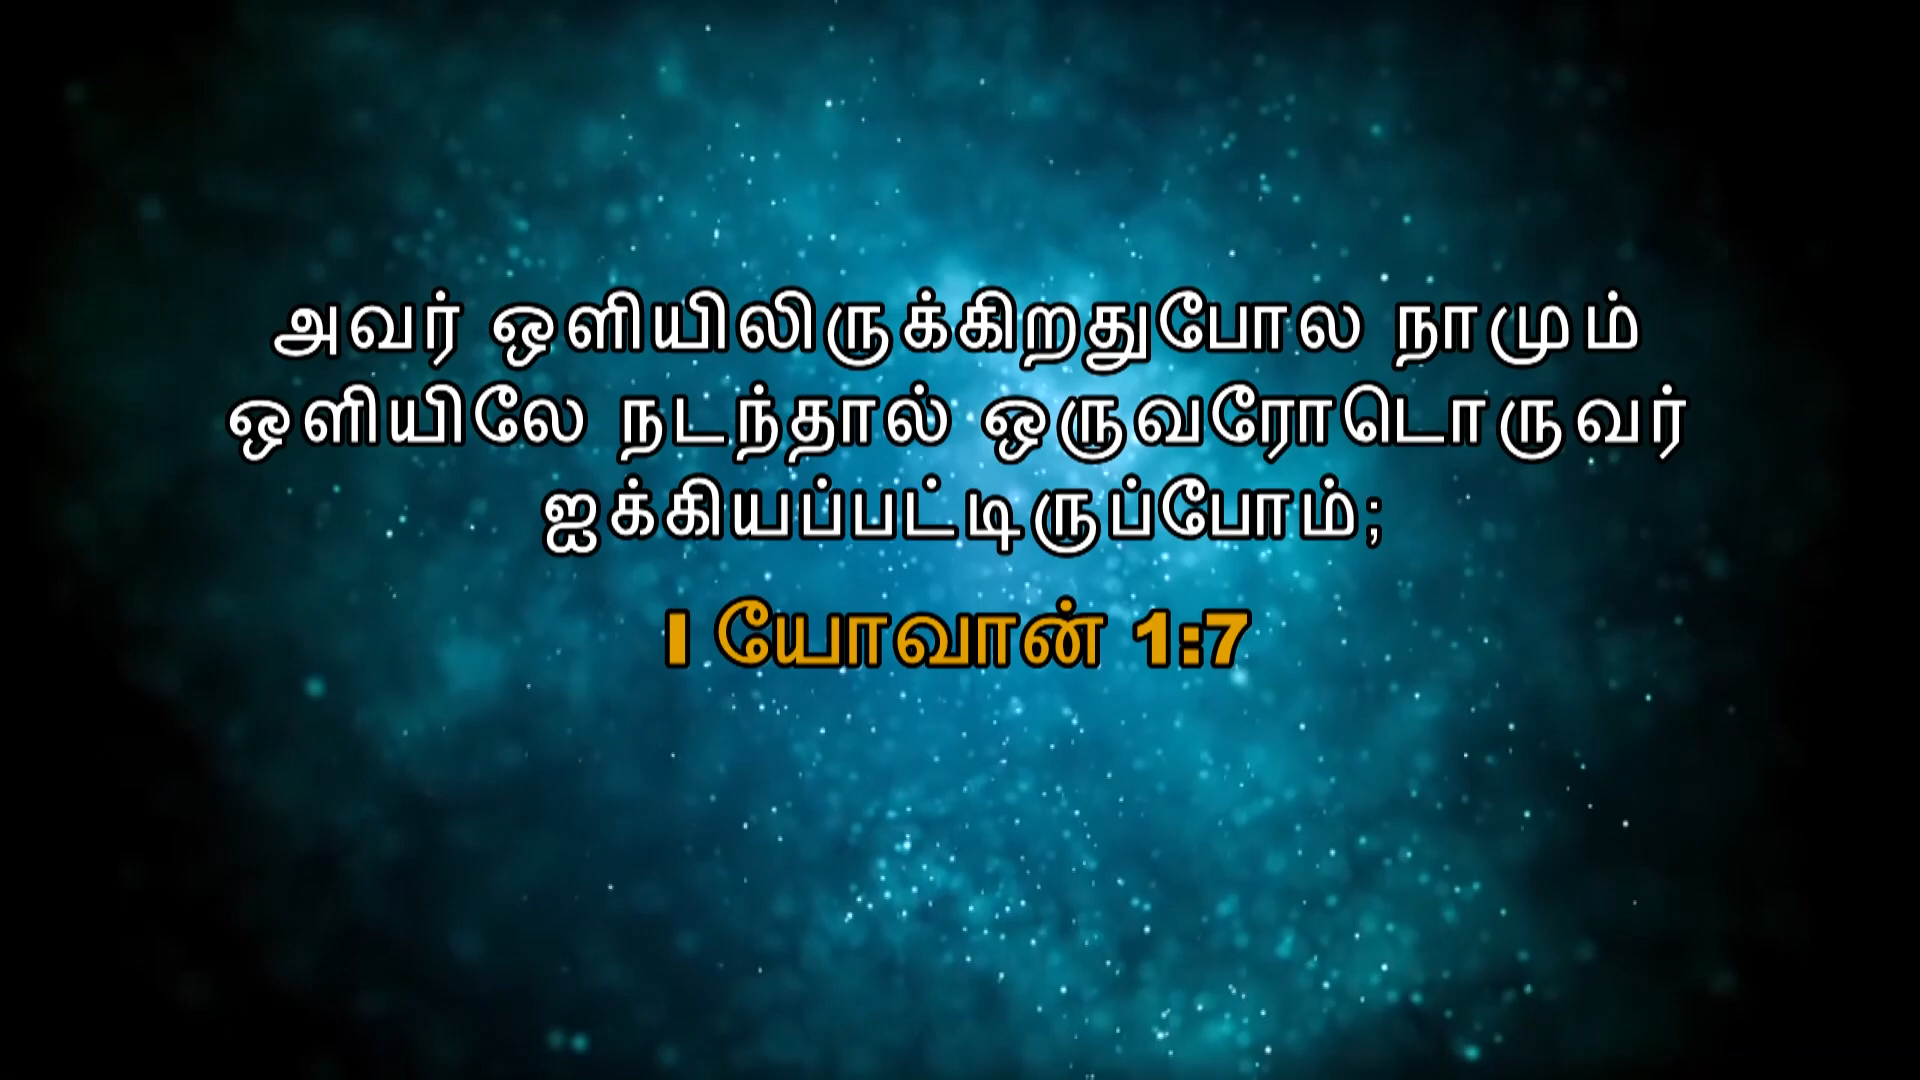 அவர் ஒளியிலிருக்கிறதுபோல நாமும்
ஒளியிலே நடந்தால் ஒருவரோடொருவர்
ஐக்கியப்பட்டிருப்போம்;
I யோவான் 1:7